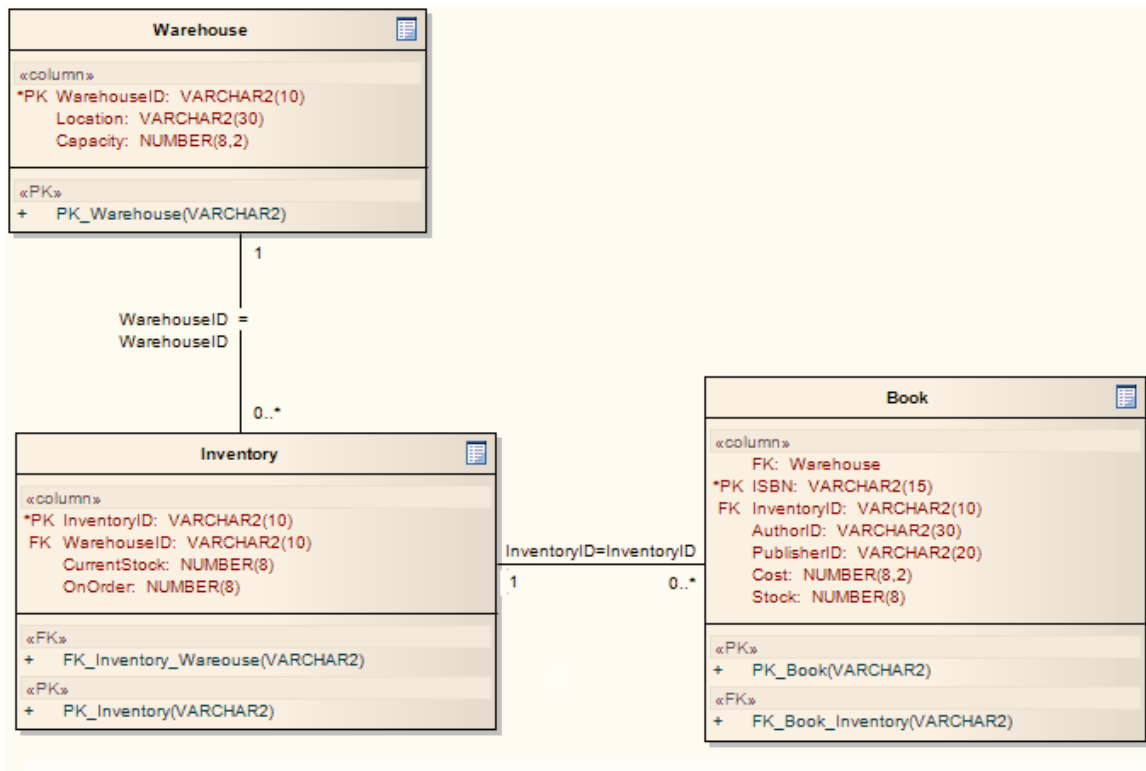 Warehouse
«column»
*PK WarehouseID: VARCHAR2(10)
Location: VARCHAR2(30)
Capacity: NUMBER(8,2)
«PK»
+ PK_Warehouse(VARCHAR2)
1
WarehouseID =
WarehouseID
0..*
Inventory
«column»
*PK InventoryID: VARCHAR2(10)
FK WarehouseID: VARCHAR2(10)
CurrentStock: NUMBER(8)
OnOrder: NUMBER(8)
«FK»
+ FK_Inventory_Wareouse(VARCHAR2)
«PK»
+ PK_Inventory(VARCHAR2)
InventoryID=InventoryID
1 0..*
Book
«column»
FK: Warehouse
*PK ISBN: VARCHAR2(15)
FK InventoryID: VARCHAR2(10)
AuthorID: VARCHAR2(30)
PublisherID: VARCHAR2(20)
Cost: NUMBER(8,2)
Stock: NUMBER(8)
«PK»
+ PK_Book(VARCHAR2)
«FK»
+ FK_Book_Inventory(VARCHAR2)